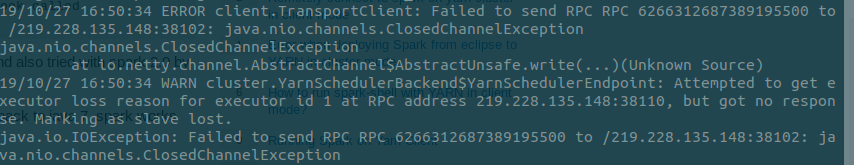 19/10/27 16:50:34 ERROR client.TransportClient: Failed to send RPC RPC 6266312687389195500 to
/219.228.135.148:38102: java.nio.channels.ClosedChannelException
java.nio.channels.ClosedChannelException
at io.netty.channel.AbstractChannel$AbstractUnsafe.write(...)(Unknown Source)
19/10/27 16:50:34 WARN cluster.YarnSchedulerBackend$YarnSchedulerEndpoint: Attempted to get e
xecutor loss reason for executor id 1 at RPC address 219.228.135.148:38110, but got no respon
se. Marking as slave lost.
java.io.IOException: Failed to send RPC RPC 6266312687389195500 to /219.228.135.148:38102: ja
va.nio.channels.ClosedChannelException